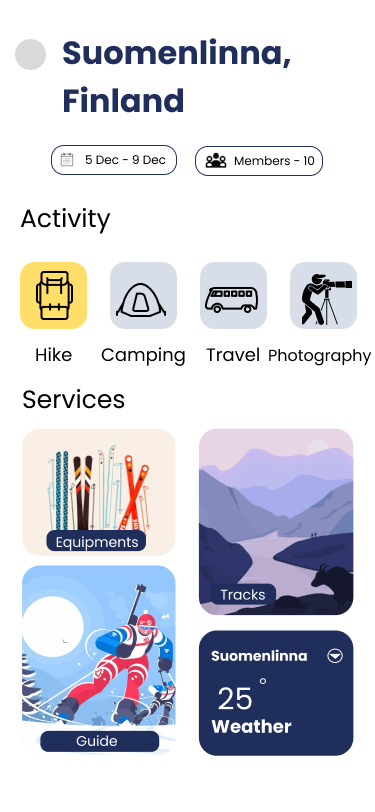 Suomenlinna,
Finland
5 Dec - 9 Dec
Members - 10
Activity
Hike
Camping
Travel
Photography
Services
Equipments
Tracks
Guide
Suomenlinna
25°
Weather